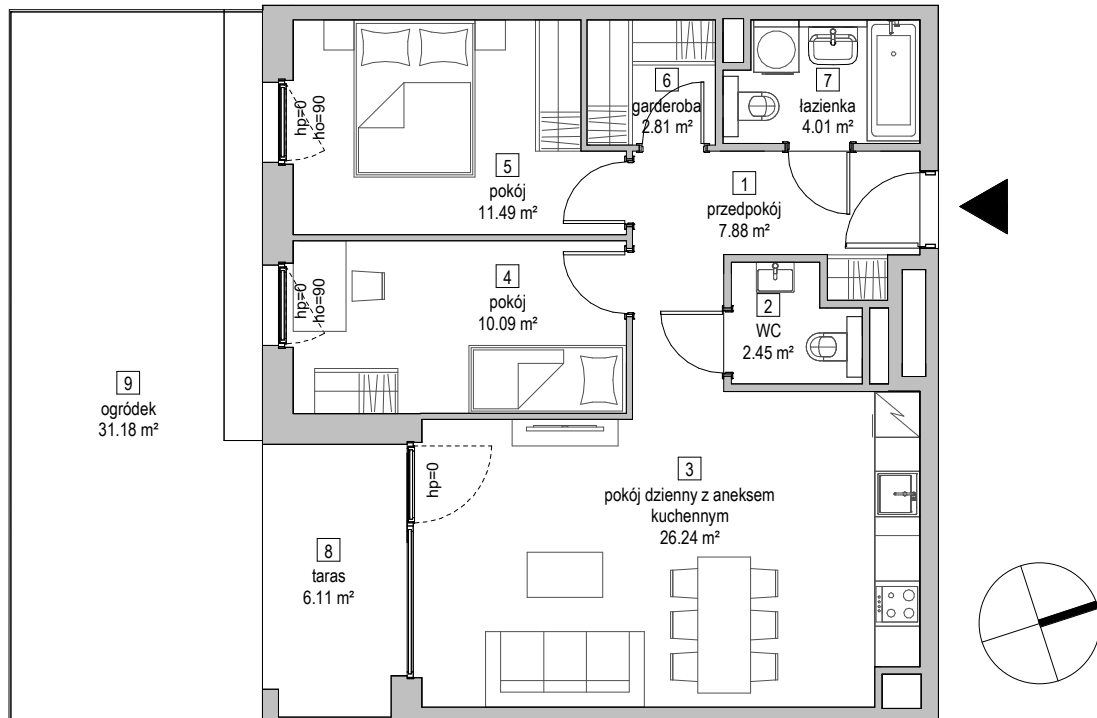 6
garderoba
2.81 m²
7
łazienka
4.01 m²
hp=0
ho=90
5
pokój
11.49 m²
1
przedpokój
7.88 m²
hp=0
ho=90
4
pokój
10.09 m²
2
WC
2.45 m²
9
ogródek
31.18 m²
hp=0
3
pokój dzienny z aneksem
kuchennym
26.24 m²
8
taras
6.11 m²